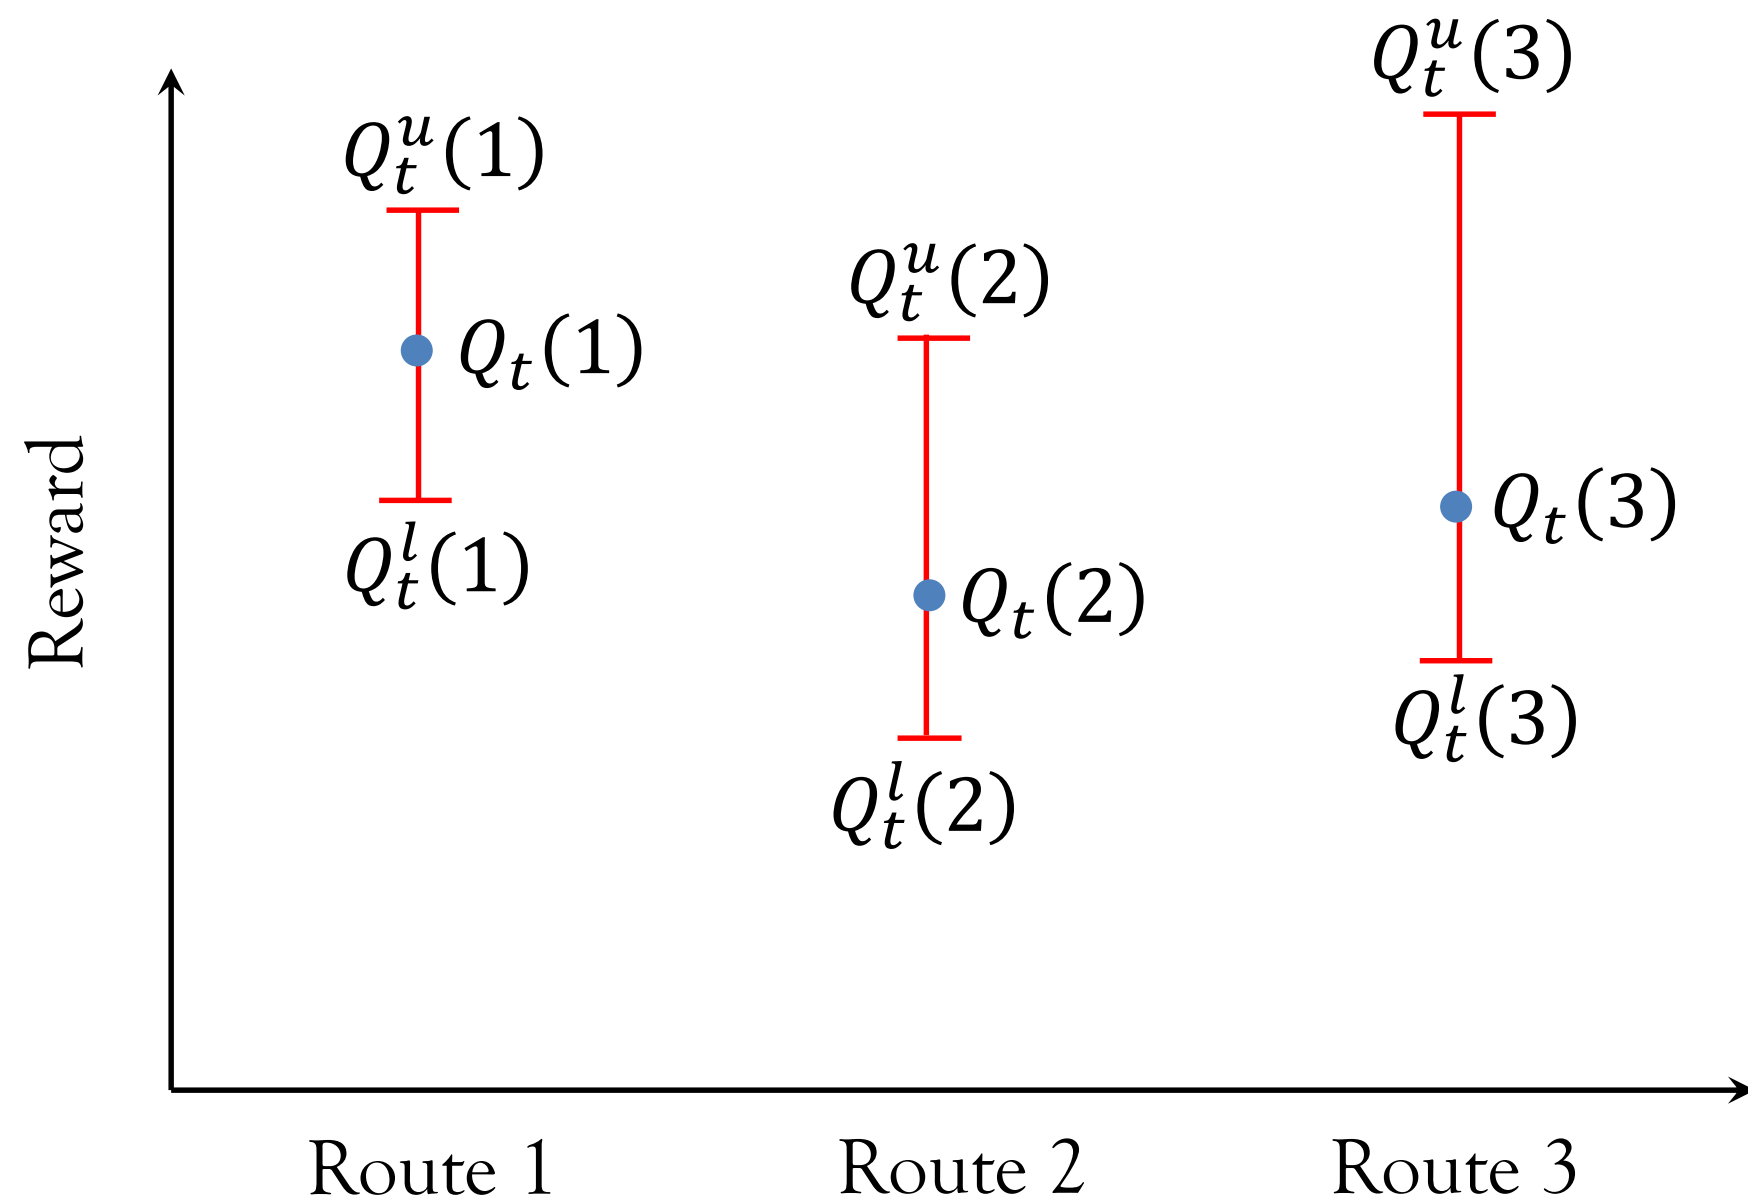 Q_t^u(3)
Q_t^u(1)
Q_t^u(2)
Q_t(1)
Q_t(3)
Q_t^l(1)
Q_t(2)
Q_t^l(3)
Q_t^l(2)
Reward
Route 1 Route 2 Route 3